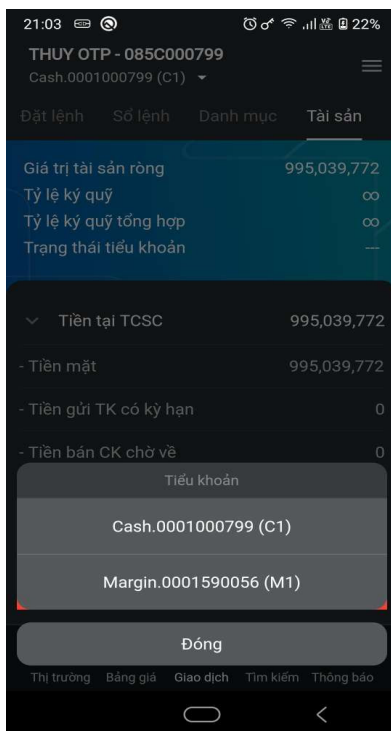 21:03 22%
THUY OTP - 085C000799
Cash.0001000799 (C1)
Đặt lệnh Sổ lệnh Danh mục Tài sản
Giá trị tài sản ròng 995,039,772
Tỷ lệ ký quỹ ∞
Tỷ lệ ký quỹ tổng hợp ∞
Trạng thái tiểu khoản ---
Tiền tại TCSC 995,039,772
- Tiền mặt 995,039,772
- Tiền gửi TK có kỳ hạn 0
- Tiền bán CK chờ về 0
Tiểu khoản
Cash.0001000799 (C1)
Margin.0001590056 (M1)
Đóng
Thị trường Bảng giá Giao dịch Tìm kiếm Thông báo